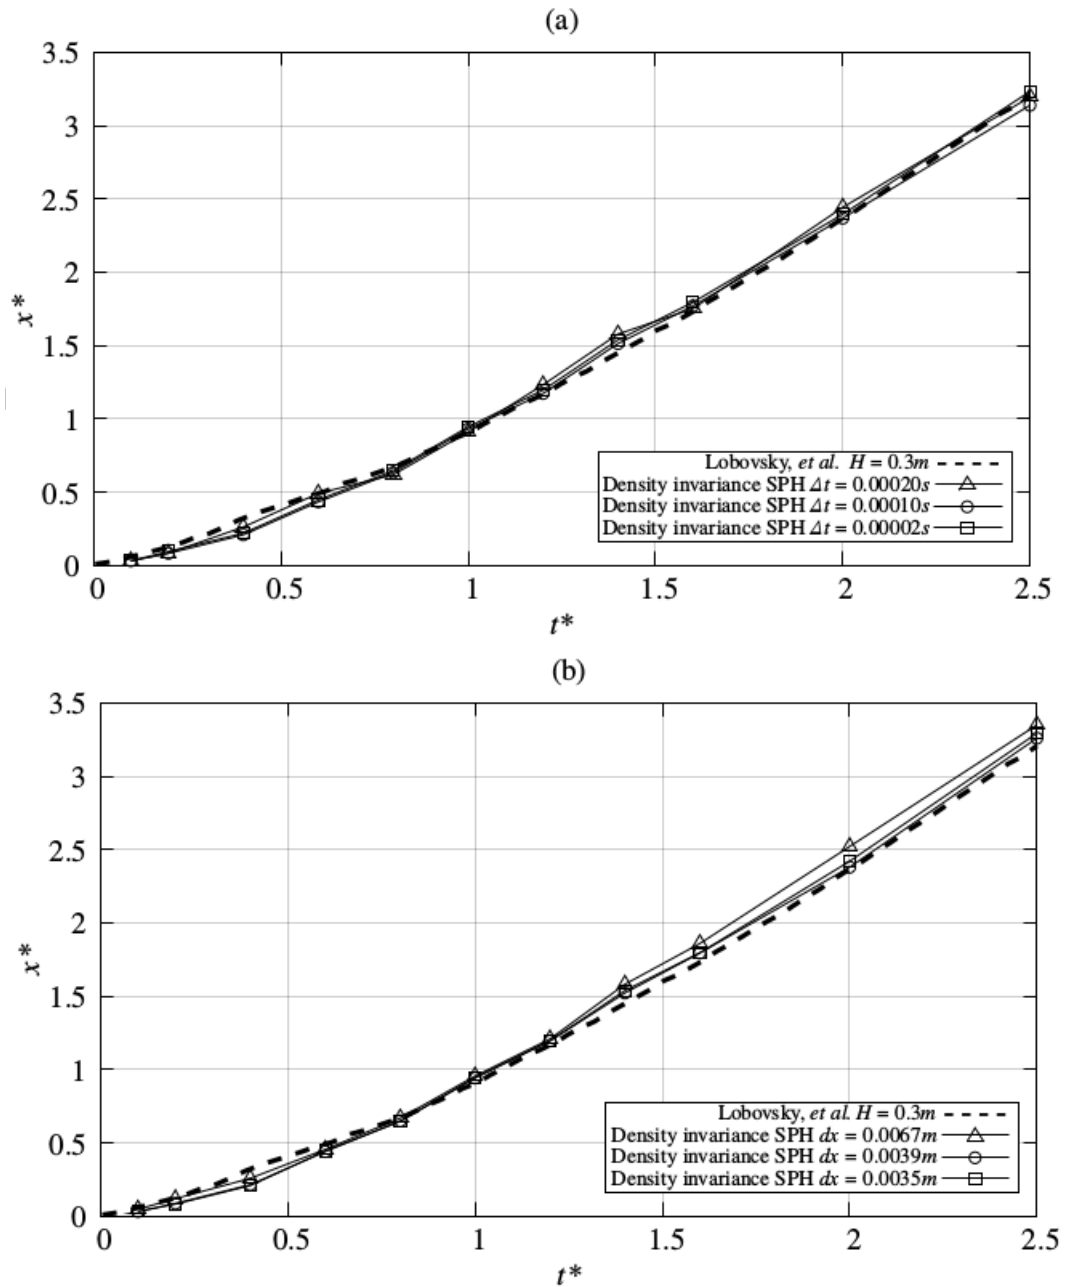 (a)
3.5
3
2.5
2
1.5
1
0.5
0
x*
Lobovsky, et al. H = 0.3m
Density invariance SPH Δt = 0.00020s
Density invariance SPH Δt = 0.00010s
Density invariance SPH Δt = 0.00002s
0 0.5 1 1.5 2 2.5
t*
(b)
3.5
3
2.5
2
1.5
1
0.5
0
x*
Lobovsky, et al. H = 0.3m
Density invariance SPH dx = 0.0067m
Density invariance SPH dx = 0.0039m
Density invariance SPH dx = 0.0035m
0 0.5 1 1.5 2 2.5
t*